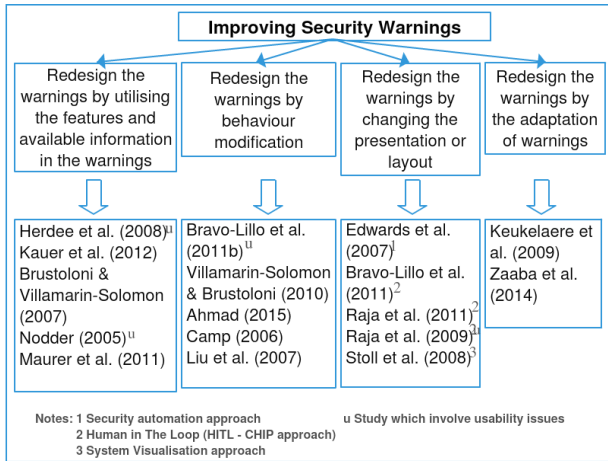 Improving Security Warnings
Redesign the
warnings by utilising
the features and
available information
in the warnings
Redesign the
warnings by
behaviour
modification
Redesign the
warnings by
changing the
presentation or
layout
Redesign the
warnings by
the adaptation
of warnings
Herdee et al. (2008)u
Kauer et al. (2012)
Brustoloni &
Villamarin-Solomon
(2007)
Nodder (2005)u
Maurer et al. (2011)
Bravo-Lillo et al.
(2011b)u
Villamarin-Solomon
& Brustoloni (2010)
Ahmad (2015)
Camp (2006)
Liu et al. (2007)
Edwards et al.
(2007)1
Bravo-Lillo et al.
(2011)2
Raja et al. (2011)2
Raja et al. (2009)
Stoll et al. (2008)3
Keukelaere et
al. (2009)
Zaaba et al.
(2014)
Notes: 1 Security automation approach u Study which involve usability issues
2 Human in The Loop (HITL - CHIP approach)
3 System Visualisation approach